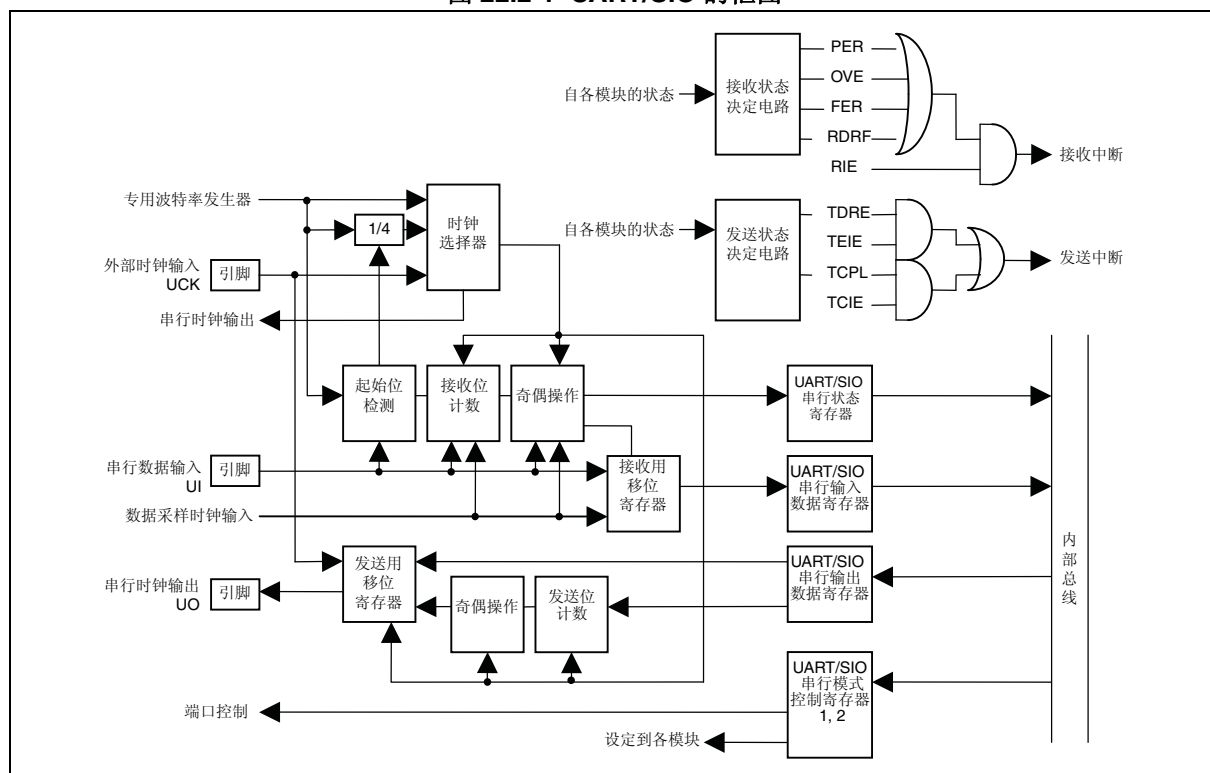 自各模块的状态
接收状态
决定电路
PER
OVE
FER
RDRF
RIE
接收中断
自各模块的状态
发送状态
决定电路
TDRE
TEIE
TCPL
TCIE
发送中断
专用波特率发生器
1/4
时钟
选择器
外部时钟输入
UCK
引脚
串行时钟输出
起始位
检测
接收位
计数
奇偶操作
UART/SIO
串行状态
寄存器
串行数据输入
UI
引脚
接收用
移位
寄存器
UART/SIO
串行输入
数据寄存器
数据采样时钟输入
串行时钟输出
UO
引脚
发送用
移位
寄存器
奇偶操作
发送位
计数
UART/SIO
串行输出
数据寄存器
内
部
总
线
UART/SIO
串行模式
控制寄存器
1, 2
端口控制
设定到各模块